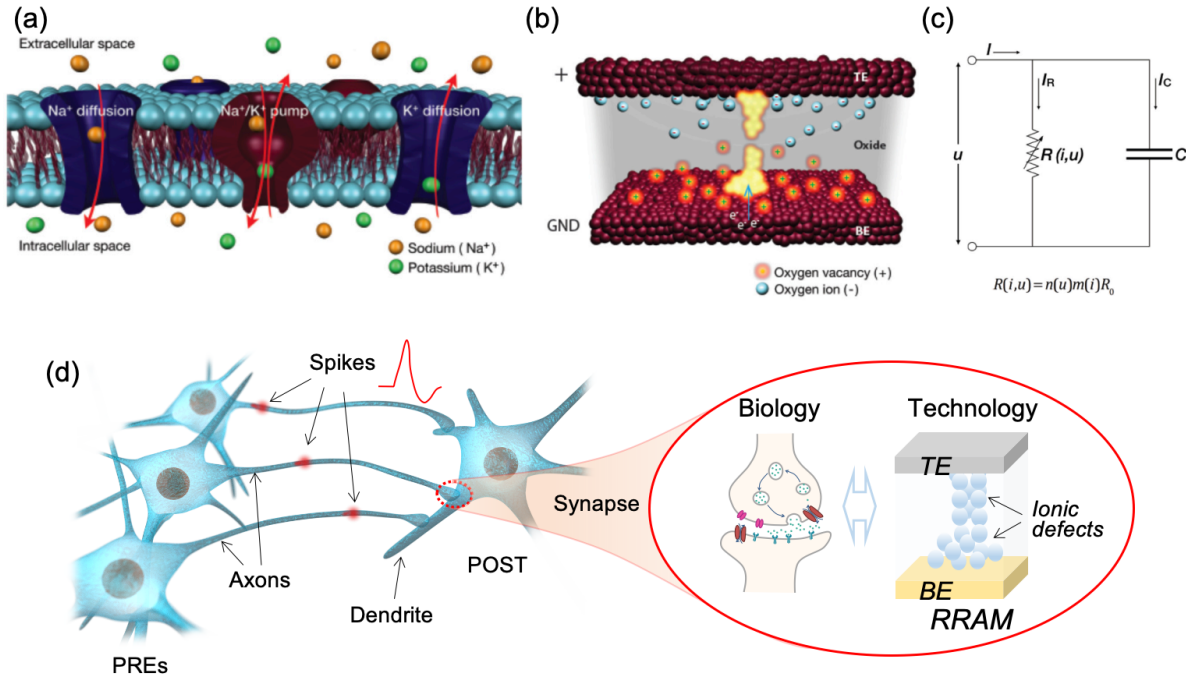 (a)
Extracellular space
Na⁺ diffusion
Na⁺/K⁺ pump
K⁺ diffusion
Intracellular space
Sodium ( Na⁺)
Potassium ( K⁺)
(b)
+
TE
Oxide
GND
e⁻ e⁻ e⁻
BE
Oxygen vacancy (+)
Oxygen ion (-)
(c)
I
I_R
I_C
u
R (i,u)
C
R(i,u)=n(u)m(i)R₀
(d)
Spikes
Axons
Dendrite
PREs
POST
Synapse
Biology
Technology
TE
Ionic
defects
BE
RRAM